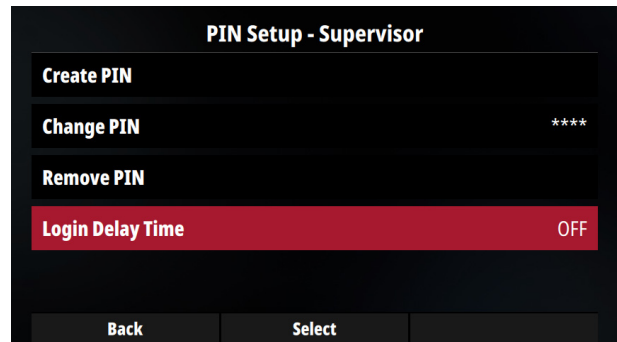 PIN Setup - Supervisor
Create PIN
Change PIN ****
Remove PIN
Login Delay Time OFF
Back Select